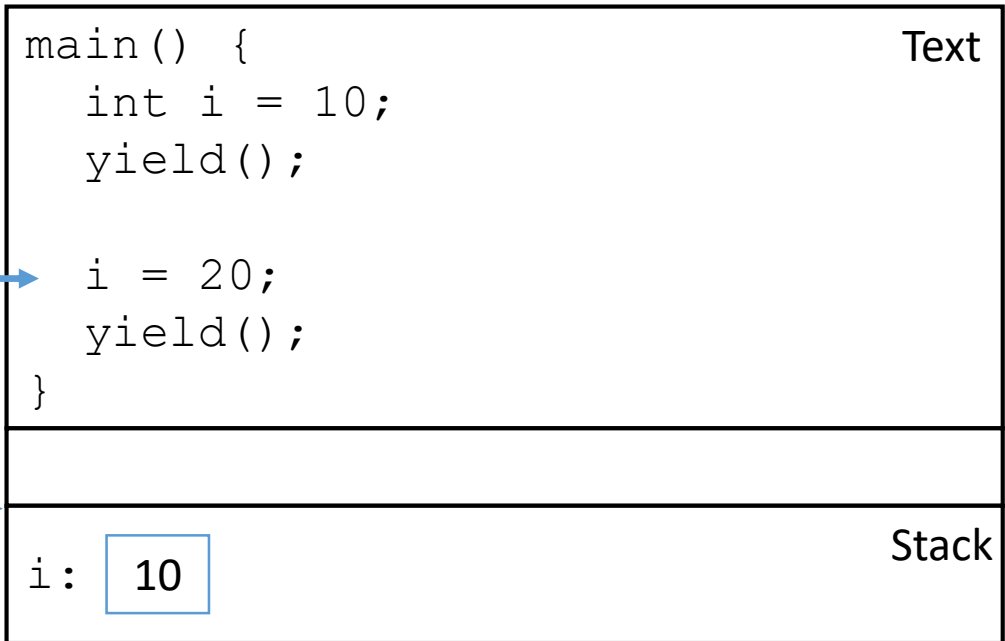 main() { Text
  int i = 10;
  yield();

  i = 20;
  yield();
}
i: 10 Stack